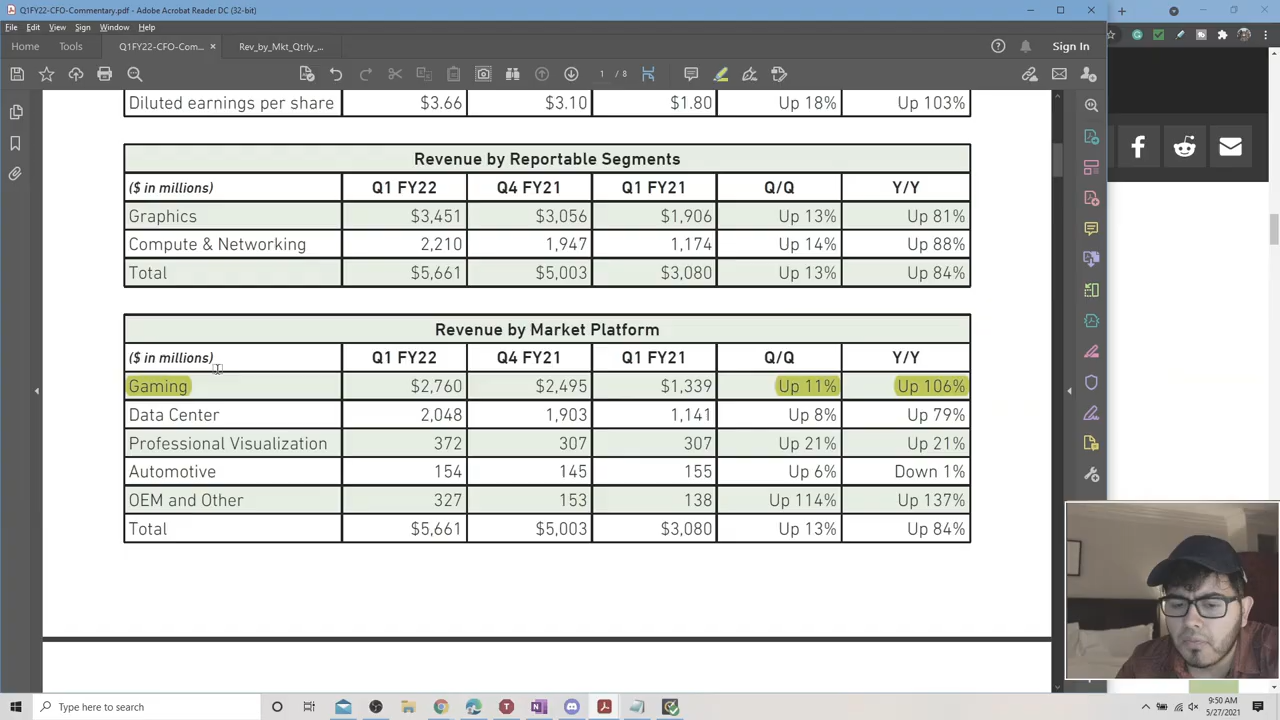 Q1FY22-CFO-Commentary.pdf - Adobe Acrobat Reader DC (32-bit)
File Edit View Sign Window Help
Home Tools Q1FY22-CFO-Com... × Rev_by_Mkt_Qtrly_... Sign In
1 / 8
Diluted earnings per share $3.66 $3.10 $1.80 Up 18% Up 103%
Revenue by Reportable Segments
($ in millions) Q1 FY22 Q4 FY21 Q1 FY21 Q/Q Y/Y
Graphics $3,451 $3,056 $1,906 Up 13% Up 81%
Compute & Networking 2,210 1,947 1,174 Up 14% Up 88%
Total $5,661 $5,003 $3,080 Up 13% Up 84%
Revenue by Market Platform
($ in millions) Q1 FY22 Q4 FY21 Q1 FY21 Q/Q Y/Y
Gaming $2,760 $2,495 $1,339 Up 11% Up 106%
Data Center 2,048 1,903 1,141 Up 8% Up 79%
Professional Visualization 372 307 307 Up 21% Up 21%
Automotive 154 145 155 Up 6% Down 1%
OEM and Other 327 153 138 Up 114% Up 137%
Total $5,661 $5,003 $3,080 Up 13% Up 84%
Type here to search
9:50 AM
5/27/2021